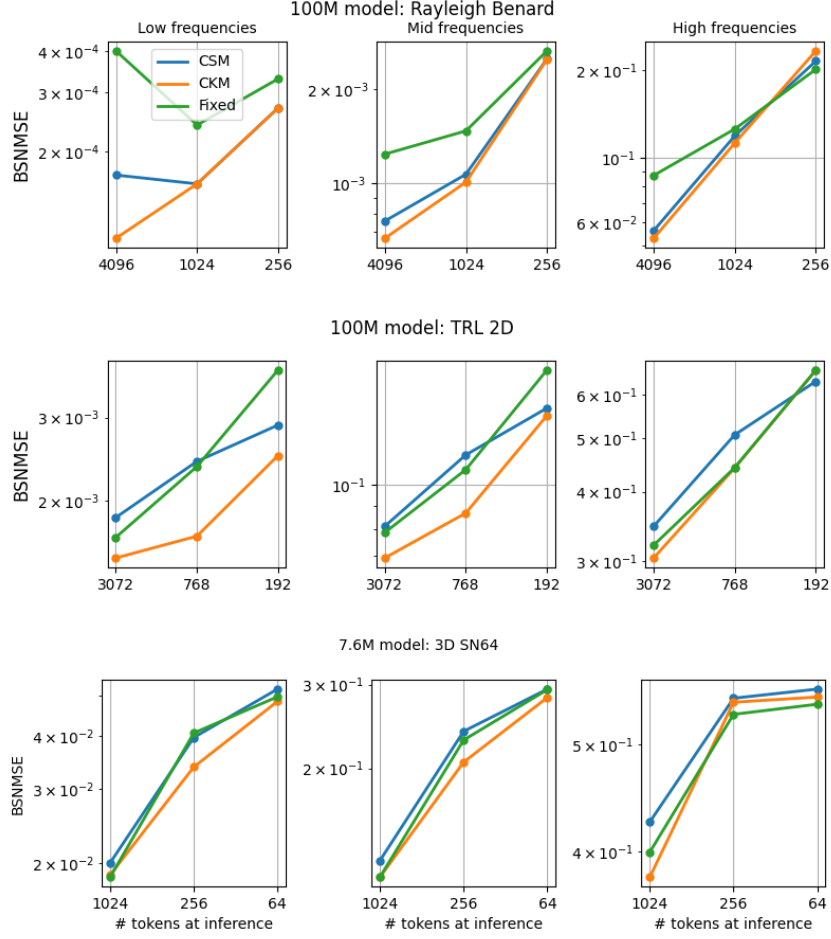 100M model: Rayleigh Benard
Low frequencies
Mid frequencies
High frequencies
BSNMSE
4 × 10⁻⁴
3 × 10⁻⁴
2 × 10⁻⁴
CSM
CKM
Fixed
4096 1024 256
2 × 10⁻³
10⁻³
4096 1024 256
2 × 10⁻¹
10⁻¹
6 × 10⁻²
4096 1024 256
100M model: TRL 2D
BSNMSE
3 × 10⁻³
2 × 10⁻³
3072 768 192
10⁻¹
3072 768 192
6 × 10⁻¹
5 × 10⁻¹
4 × 10⁻¹
3 × 10⁻¹
3072 768 192
7.6M model: 3D SN64
BSNMSE
4 × 10⁻²
3 × 10⁻²
2 × 10⁻²
1024 256 64
# tokens at inference
3 × 10⁻¹
2 × 10⁻¹
1024 256 64
# tokens at inference
5 × 10⁻¹
4 × 10⁻¹
1024 256 64
# tokens at inference